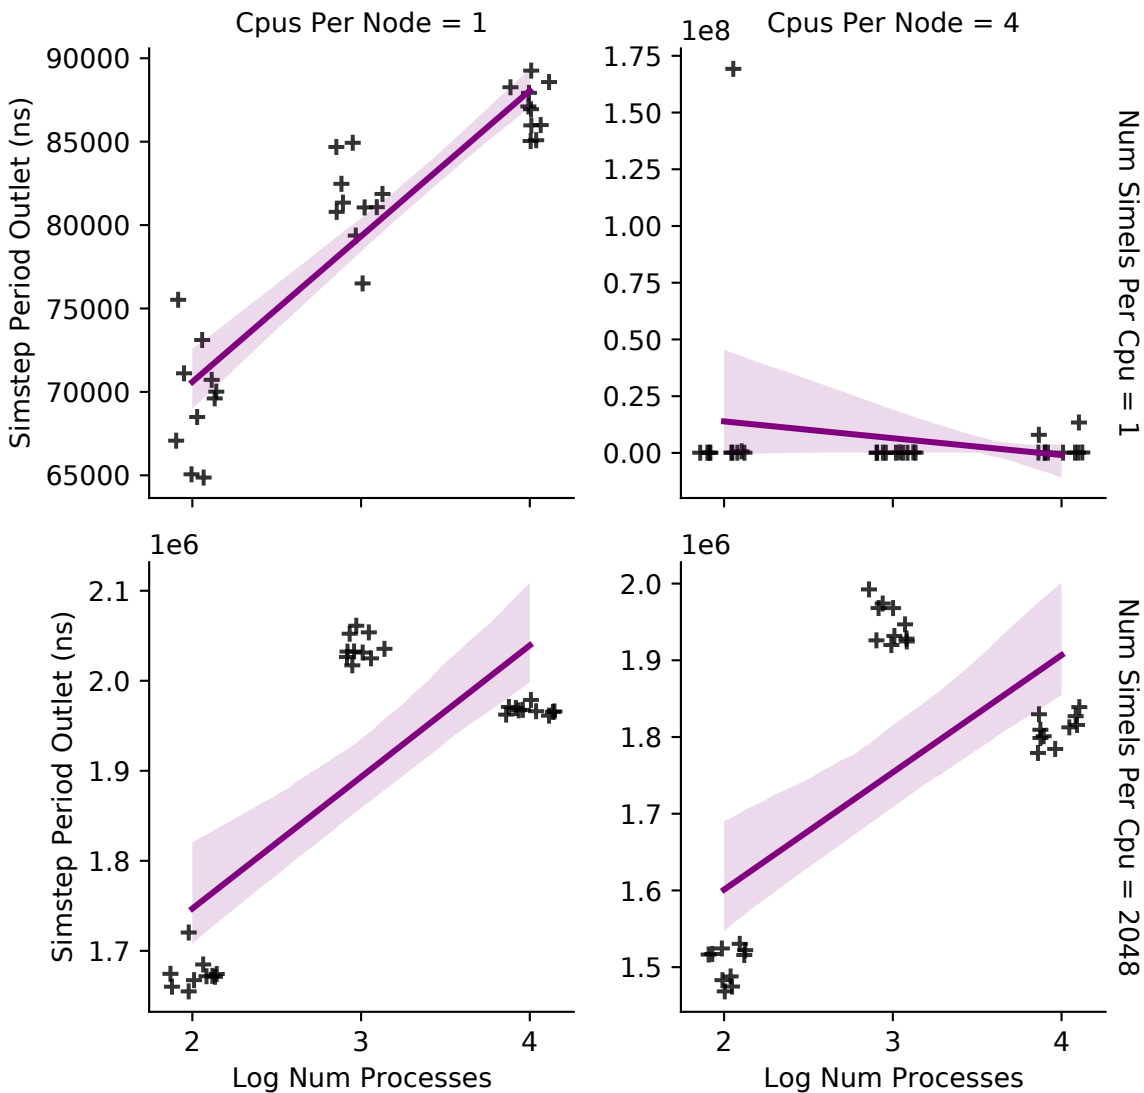 Cpus Per Node = 1
Cpus Per Node = 4
1e8
90000
85000
80000
75000
70000
65000
Simstep Period Outlet (ns)
1.75
1.50
1.25
1.00
0.75
0.50
0.25
0.00
Num Simels Per Cpu = 1
1e6
1e6
2.1
2.0
1.9
1.8
1.7
Simstep Period Outlet (ns)
2.0
1.9
1.8
1.7
1.6
1.5
Num Simels Per Cpu = 2048
2 3 4
2 3 4
Log Num Processes
Log Num Processes